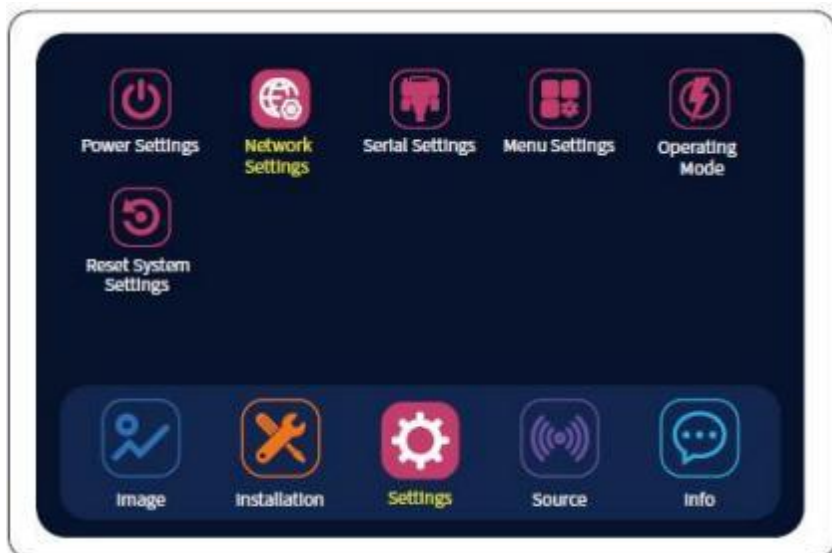 Power Settings
Network
Settings
Serial Settings
Menu Settings
Operating
Mode
Reset System
Settings
Image
Installation
Settings
Source
Info